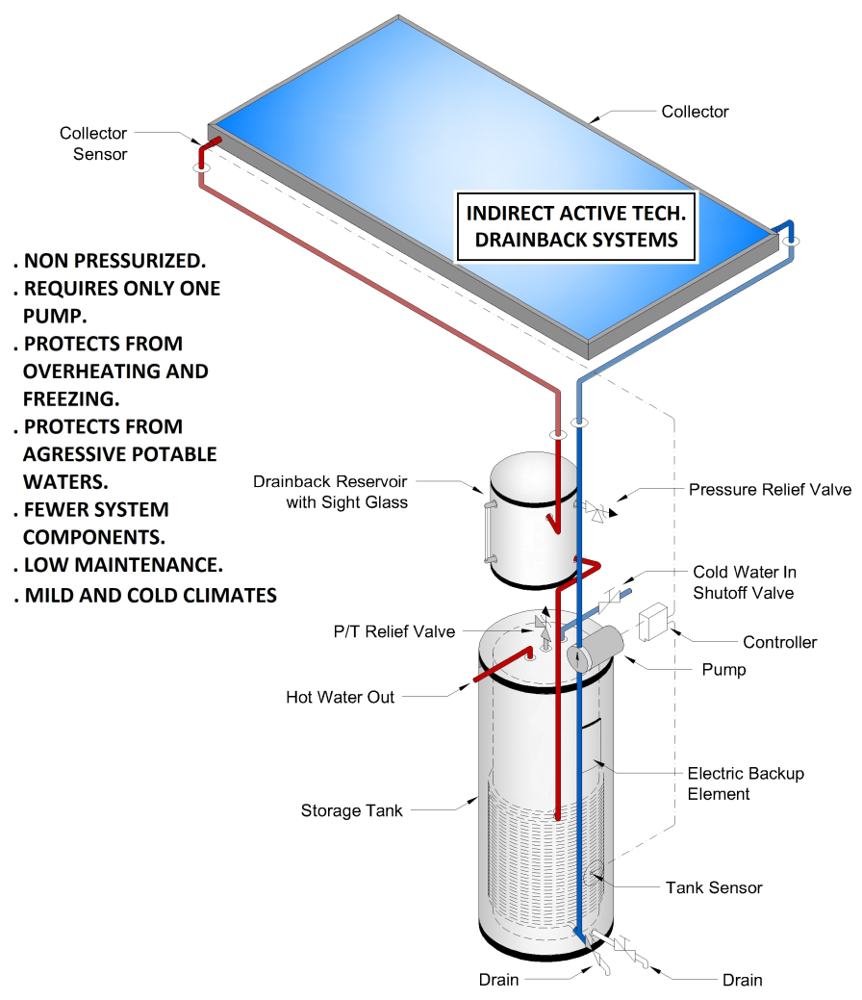 Collector
Collector
Sensor
INDIRECT ACTIVE TECH.
DRAINBACK SYSTEMS
. NON PRESSURIZED.
. REQUIRES ONLY ONE
PUMP.
. PROTECTS FROM
OVERHEATING AND
FREEZING.
. PROTECTS FROM
AGRESSIVE POTABLE
WATERS.
. FEWER SYSTEM
COMPONENTS.
. LOW MAINTENANCE.
. MILD AND COLD CLIMATES
Drainback Reservoir
with Sight Glass
Pressure Relief Valve
Cold Water In
Shutoff Valve
P/T Relief Valve
Controller
Pump
Hot Water Out
Electric Backup
Element
Storage Tank
Tank Sensor
Drain
Drain